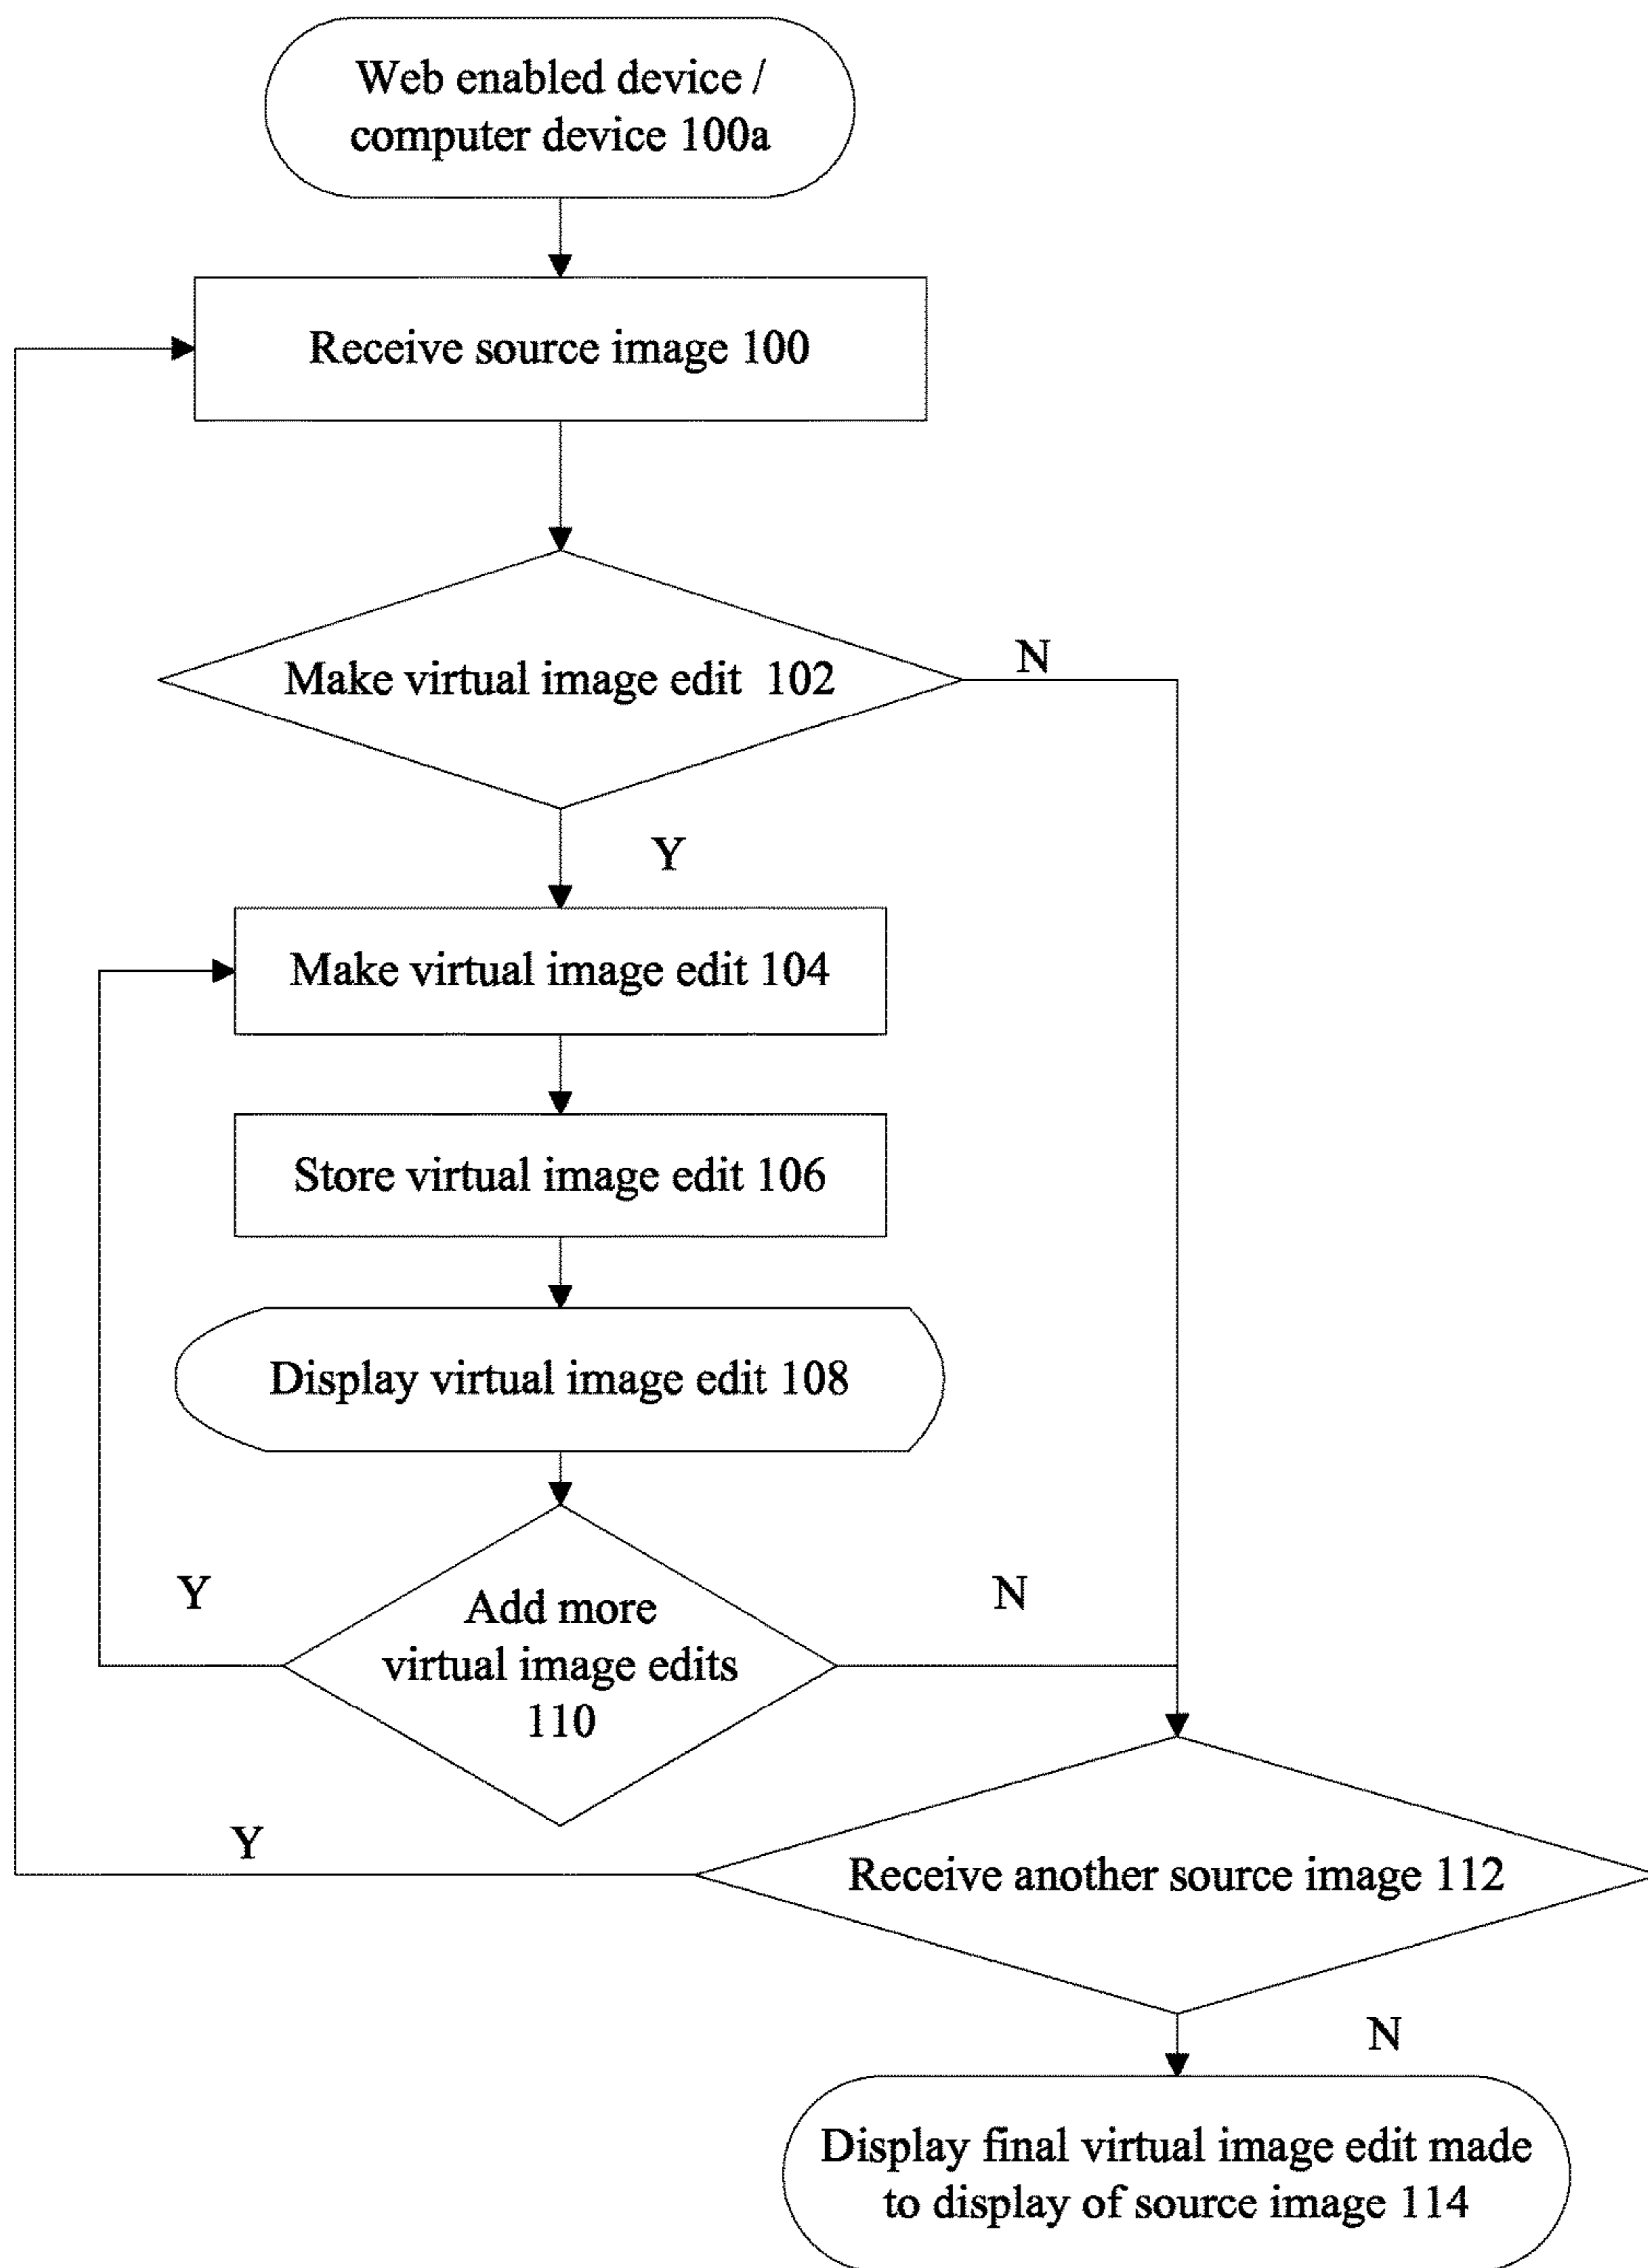 Web enabled device /
computer device 100a
Receive source image 100
Make virtual image edit 102
N
Y
Make virtual image edit 104
Store virtual image edit 106
Display virtual image edit 108
Y
N
Add more
virtual image edits
110
Y
Receive another source image 112
N
Display final virtual image edit made
to display of source image 114